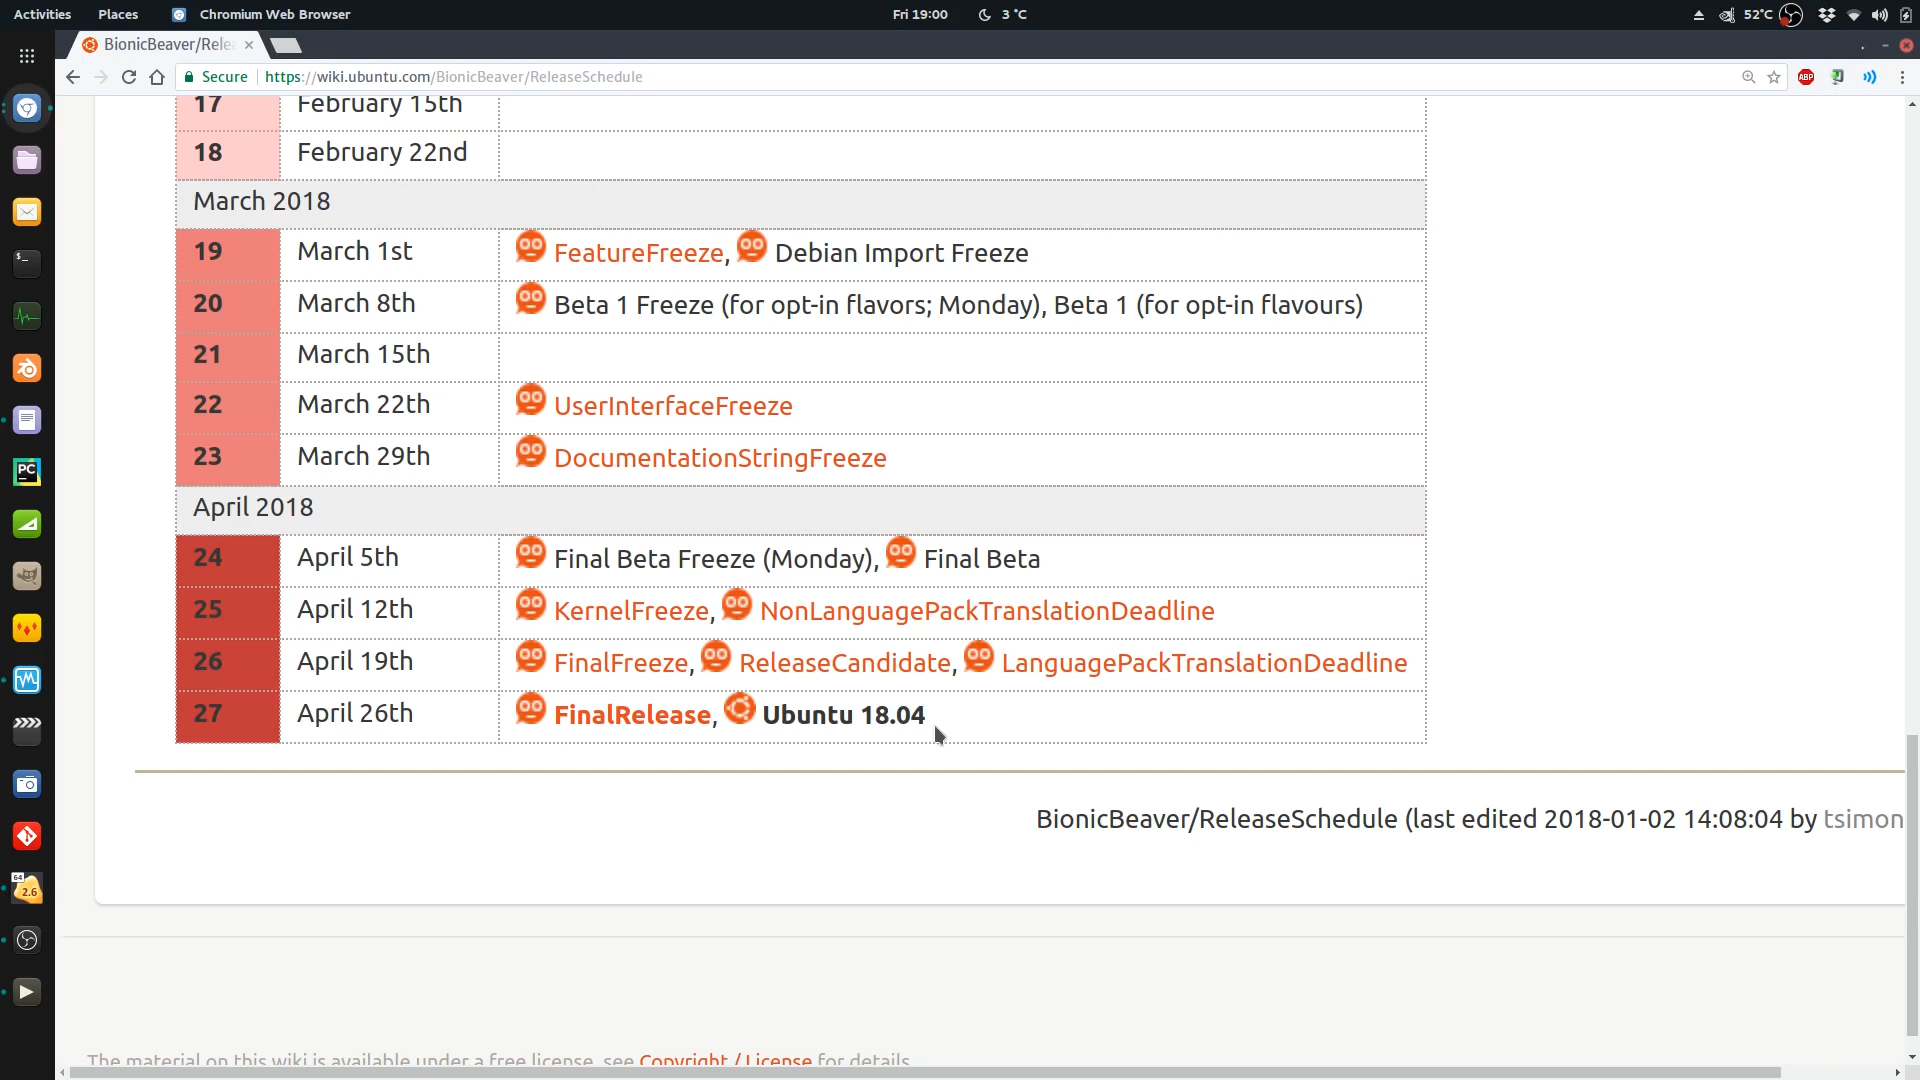 Activities Places Chromium Web Browser Fri 19:00 3 °C 52°C
BionicBeaver/Rele
Secure https://wiki.ubuntu.com/BionicBeaver/ReleaseSchedule ABP
17 February 15th
18 February 22nd
March 2018
19 March 1st FeatureFreeze, Debian Import Freeze
20 March 8th Beta 1 Freeze (for opt-in flavors; Monday), Beta 1 (for opt-in flavours)
21 March 15th
22 March 22th UserInterfaceFreeze
23 March 29th DocumentationStringFreeze
April 2018
24 April 5th Final Beta Freeze (Monday), Final Beta
25 April 12th KernelFreeze, NonLanguagePackTranslationDeadline
26 April 19th FinalFreeze, ReleaseCandidate, LanguagePackTranslationDeadline
27 April 26th FinalRelease, Ubuntu 18.04
BionicBeaver/ReleaseSchedule (last edited 2018-01-02 14:08:04 by tsimon
The material on this wiki is available under a free license, see Copyright / License for details
$_
PC
64
2.6